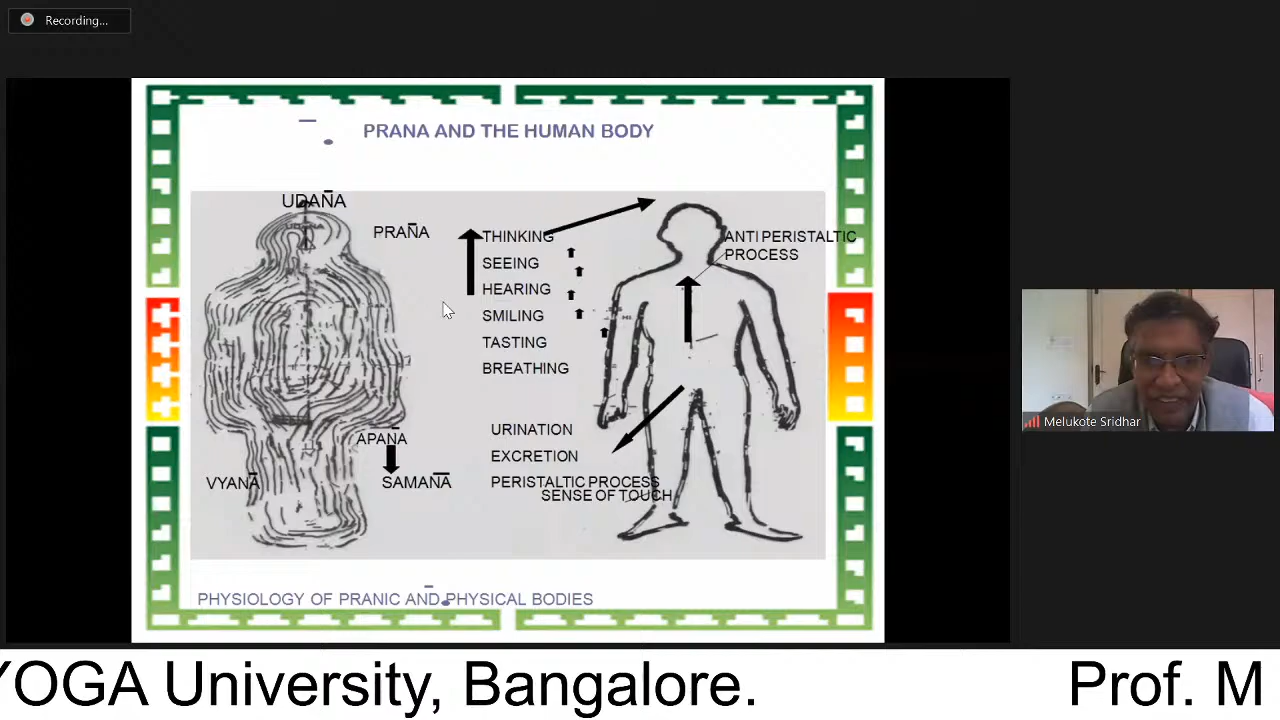 Recording...
PRANA AND THE HUMAN BODY
UDANA
PRANA
THINKING
SEEING
HEARING
SMILING
TASTING
BREATHING
ANTI PERISTALTIC
PROCESS
APANA
VYANA
SAMANA
URINATION
EXCRETION
PERISTALTIC PROCESS
SENSE OF TOUCH
PHYSIOLOGY OF PRANIC AND PHYSICAL BODIES
Melukote Sridhar
YOGA University, Bangalore.
Prof. M